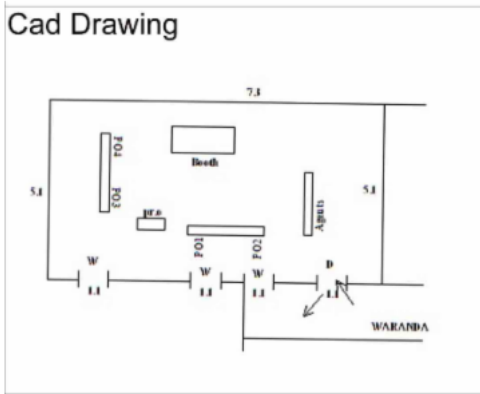 Cad Drawing
7.3
Booth
PO4
PO3
pr.o
5.1
5.1
Agents
PO1
PO2
W
W
W
D
1.1
1.1
1.1
1.1
WARANDA